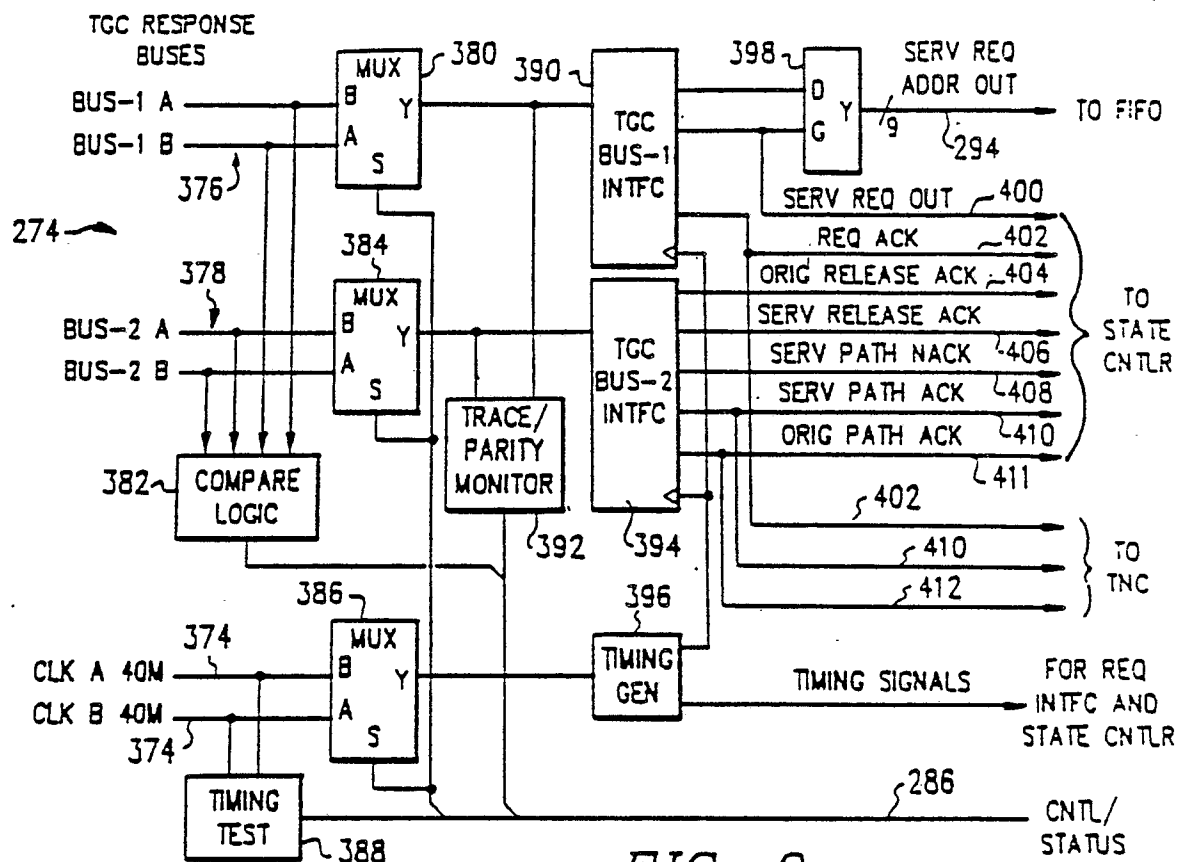 TGC RESPONSE
BUSES
BUS-1 A
BUS-1 B
376
274
378
BUS-2 A
BUS-2 B
382
COMPARE
LOGIC
MUX
B
A
Y
S
380
384
MUX
B
A
Y
S
TRACE/
PARITY
MONITOR
392
390
TGC
BUS-1
INTFC
TGC
BUS-2
INTFC
394
398
D
G
Y
9
SERV REQ
ADDR OUT
294
TO FIFO
SERV REQ OUT
400
REQ ACK
402
ORIG RELEASE ACK
404
SERV RELEASE ACK
406
SERV PATH NACK
408
SERV PATH ACK
410
ORIG PATH ACK
411
TO
STATE
CNTLR
402
410
412
TO
TNC
386
374
CLK A 40M
CLK B 40M
374
MUX
B
A
Y
S
396
TIMING
GEN
TIMING SIGNALS
FOR REQ
INTFC AND
STATE CNTLR
TIMING
TEST
388
286
CNTL/
STATUS